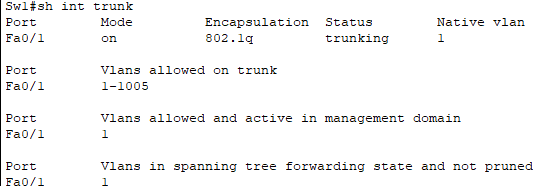 Sw1#sh int trunk
Port        Mode         Encapsulation  Status        Native vlan
Fa0/1       on           802.1q         trunking      1
Port        Vlans allowed on trunk
Fa0/1       1-1005
Port        Vlans allowed and active in management domain
Fa0/1       1
Port        Vlans in spanning tree forwarding state and not pruned
Fa0/1       1